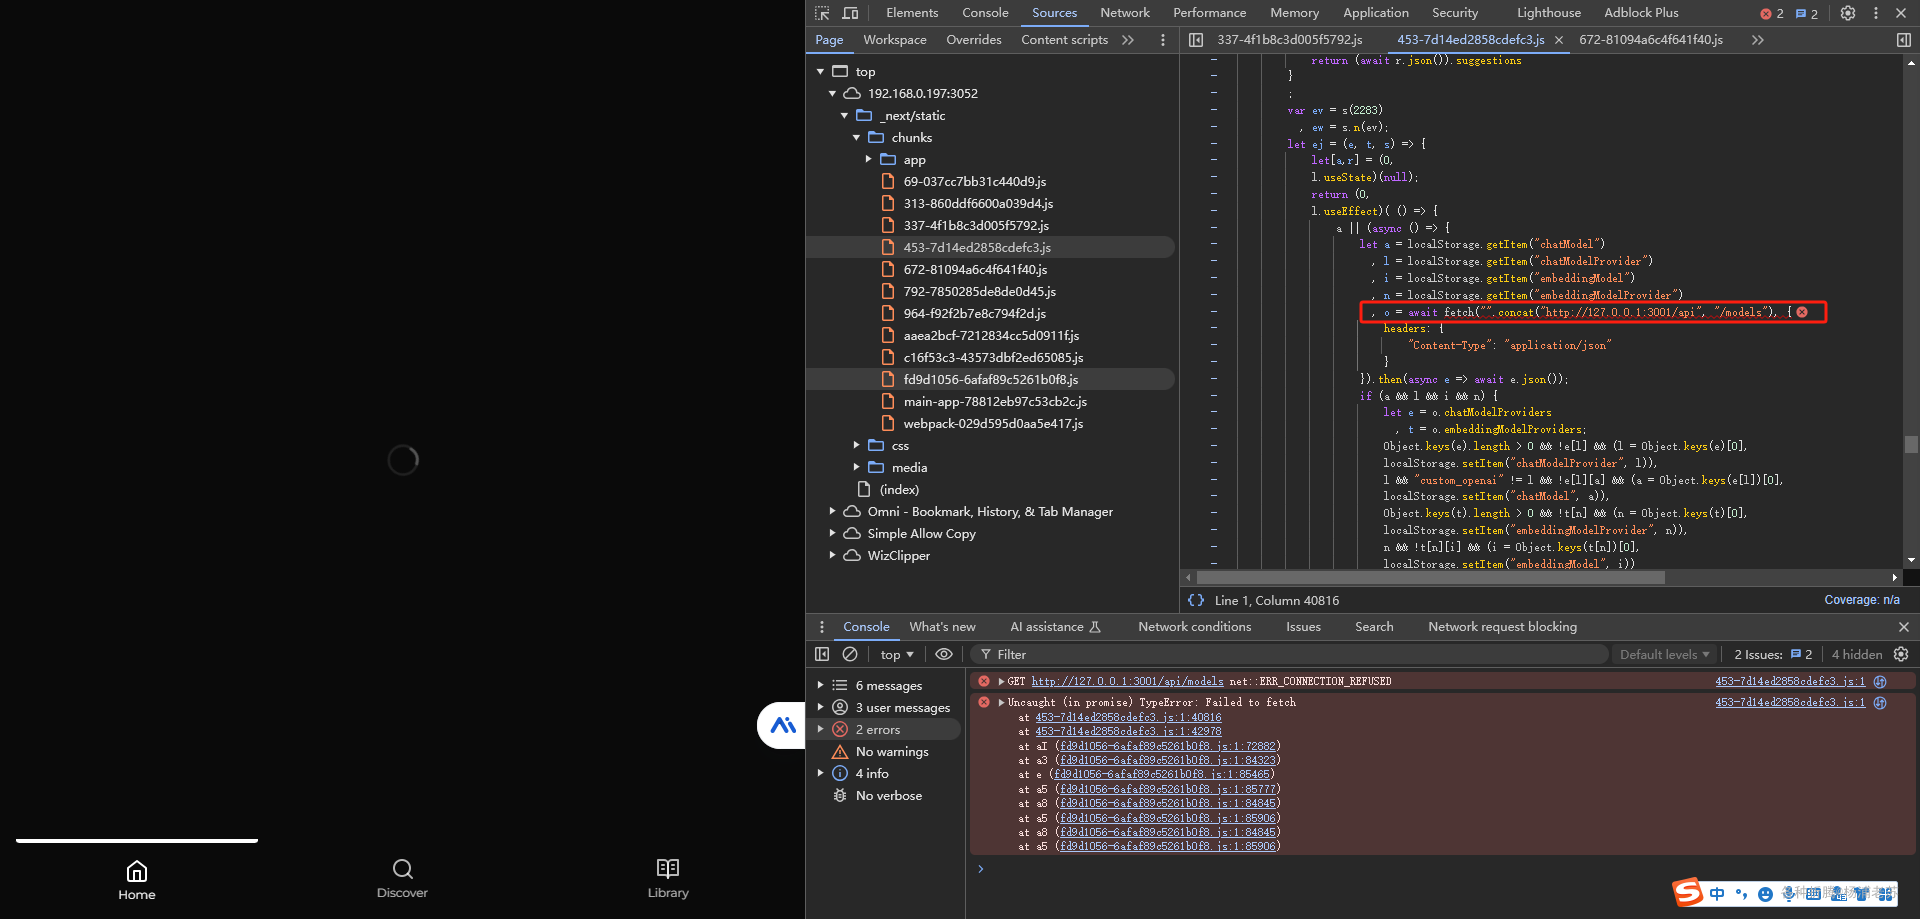 Home
Discover
Library
Elements Console Sources Network Performance Memory Application Security Lighthouse Adblock Plus 2 2
Page Workspace Overrides Content scripts
337-4f1b8c3d005f5792.js 453-7d14ed2858cdefc3.js 672-81094a6c4f641f40.js
top
192.168.0.197:3052
_next/static
chunks
app
69-037cc7bb31c440d9.js
313-860ddf6600a039d4.js
337-4f1b8c3d005f5792.js
453-7d14ed2858cdefc3.js
672-81094a6c4f641f40.js
792-7850285de8de0d45.js
964-f92f2b7e8c794f2d.js
aaea2bcf-7212834cc5d0911f.js
c16f53c3-43573dbf2ed65085.js
fd9d1056-6afaf89c5261b0f8.js
main-app-78812eb97c53cb2c.js
webpack-029d595d0aa5e417.js
css
media
(index)
Omni - Bookmark, History, & Tab Manager
Simple Allow Copy
WizClipper
return (await r.json()).suggestions
}
;
var ev = s(2283)
, ew = s.n(ev);
let ej = (e, t, s) => {
let[a,r] = (0,
l.useState)(null);
return (0,
l.useEffect)( () => {
a || (async () => {
let a = localStorage.getItem("chatModel")
, l = localStorage.getItem("chatModelProvider")
, i = localStorage.getItem("embeddingModel")
, n = localStorage.getItem("embeddingModelProvider")
, o = await fetch("".concat("http://127.0.0.1:3001/api", "/models"), {
headers: {
"Content-Type": "application/json"
}
}).then(async e => await e.json());
if (a && l && i && n) {
let e = o.chatModelProviders
, t = o.embeddingModelProviders;
Object.keys(e).length > 0 && !e[l] && (l = Object.keys(e)[0],
localStorage.setItem("chatModelProvider", l)),
l && "custom_openai" != l && !e[l][a] && (a = Object.keys(e[l])[0],
localStorage.setItem("chatModel", a)),
Object.keys(t).length > 0 && !t[n] && (n = Object.keys(t)[0],
localStorage.setItem("embeddingModelProvider", n)),
n && !t[n][i] && (i = Object.keys(t[n])[0],
localStorage.setItem("embeddingModel", i))
{} Line 1, Column 40816 Coverage: n/a
Console What's new AI assistance Network conditions Issues Search Network request blocking
top Filter Default levels 2 Issues: 2 4 hidden
6 messages
3 user messages
2 errors
No warnings
4 info
No verbose
GET http://127.0.0.1:3001/api/models net::ERR_CONNECTION_REFUSED 453-7d14ed2858cdefc3.js:1
Uncaught (in promise) TypeError: Failed to fetch 453-7d14ed2858cdefc3.js:1
at 453-7d14ed2858cdefc3.js:1:40816
at 453-7d14ed2858cdefc3.js:1:42978
at aI (fd9d1056-6afaf89c5261b0f8.js:1:72882)
at a3 (fd9d1056-6afaf89c5261b0f8.js:1:84323)
at e (fd9d1056-6afaf89c5261b0f8.js:1:85465)
at a5 (fd9d1056-6afaf89c5261b0f8.js:1:85777)
at a8 (fd9d1056-6afaf89c5261b0f8.js:1:84845)
at a5 (fd9d1056-6afaf89c5261b0f8.js:1:85906)
at a8 (fd9d1056-6afaf89c5261b0f8.js:1:84845)
at a5 (fd9d1056-6afaf89c5261b0f8.js:1:85906)
中